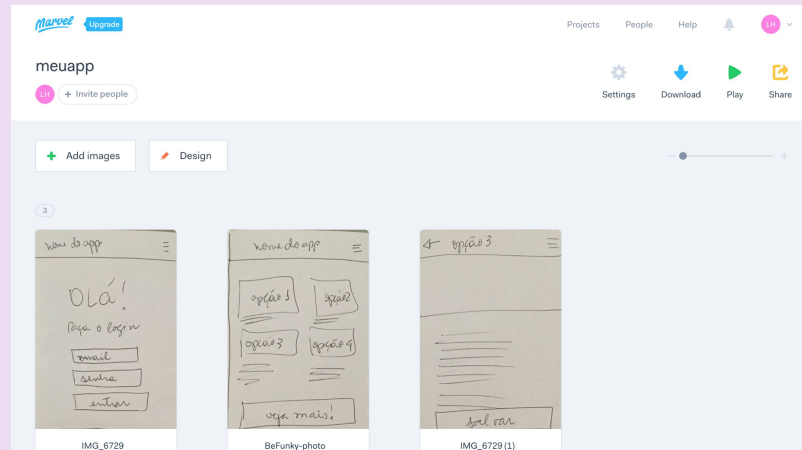 Marvel
Upgrade
Projects
People
Help
LH
meuapp
LH
+ Invite people
Settings
Download
Play
Share
Add images
Design
3
nome do app
OLÁ!
faça o login
email
senha
entrar
IMG_6729
nome do app
opção 1
opção 2
opção 3
opção 4
veja mais!
BeFunky-photo
opção 3
salvar
IMG_6729 (1)